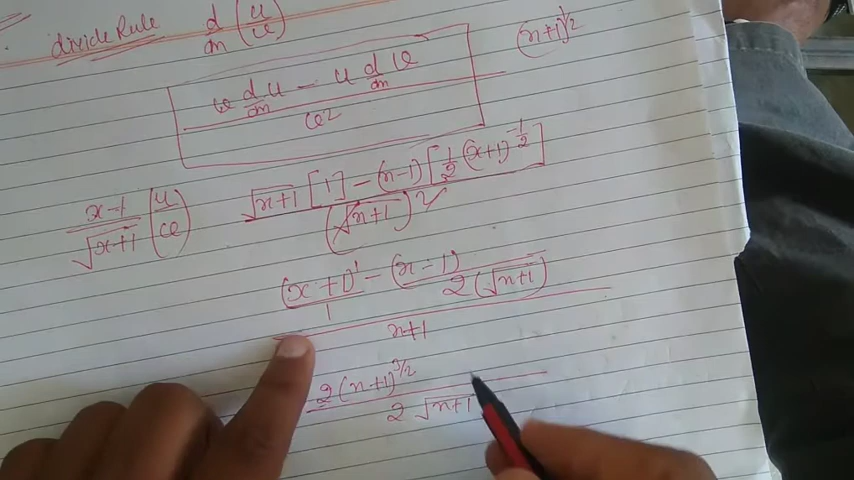 divide Rule d/dx (u/v)
(x+1)^1/2
v d/dx u − u d/dx v
v²
x−1 / √x+1 (u/v)
√x+1 [1] − (x−1) [1/2 (x+1)^−1/2]
(√x+1)²
(x+1)¹ / 1 − (x−1) / 2(√x+1)
x+1
2(x+1)^3/2
2 √x+1